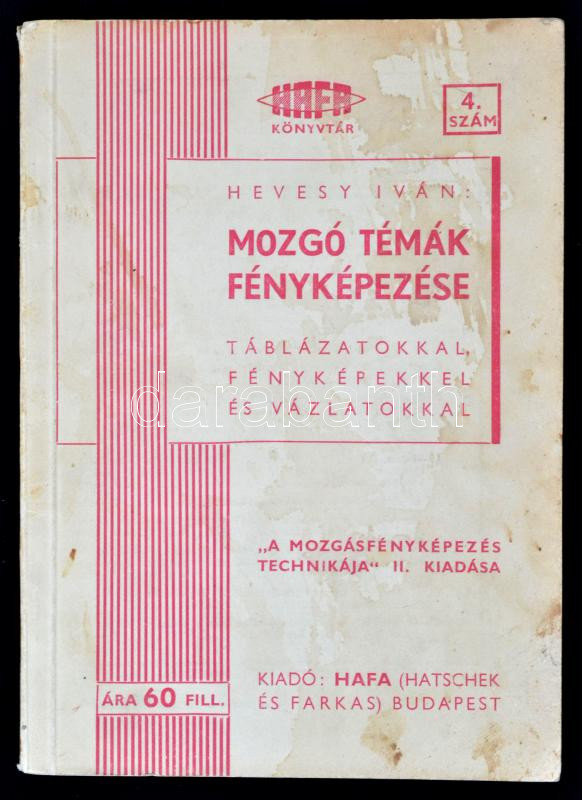 HAFA
KÖNYVTÁR
4.
SZÁM
HEVESY IVÁN:
MOZGÓ TÉMÁK
FÉNYKÉPEZÉSE
TÁBLÁZATOKKAL,
FÉNYKÉPEKKEL
ÉS VÁZLATOKKAL
darabanth
„A MOZGÁSFÉNYKÉPEZÉS
TECHNIKÁJA" II. KIADÁSA
KIADÓ: HAFA (HATSCHEK
ÉS FARKAS) BUDAPEST
ÁRA 60 FILL.